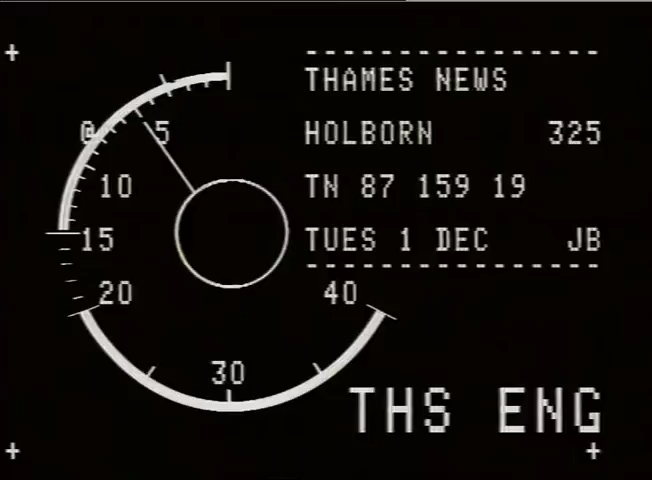 THAMES NEWS
@ 5 HOLBORN 325
10 TN 87 159 19
15 TUES 1 DEC JB
20 40
30
THS ENG